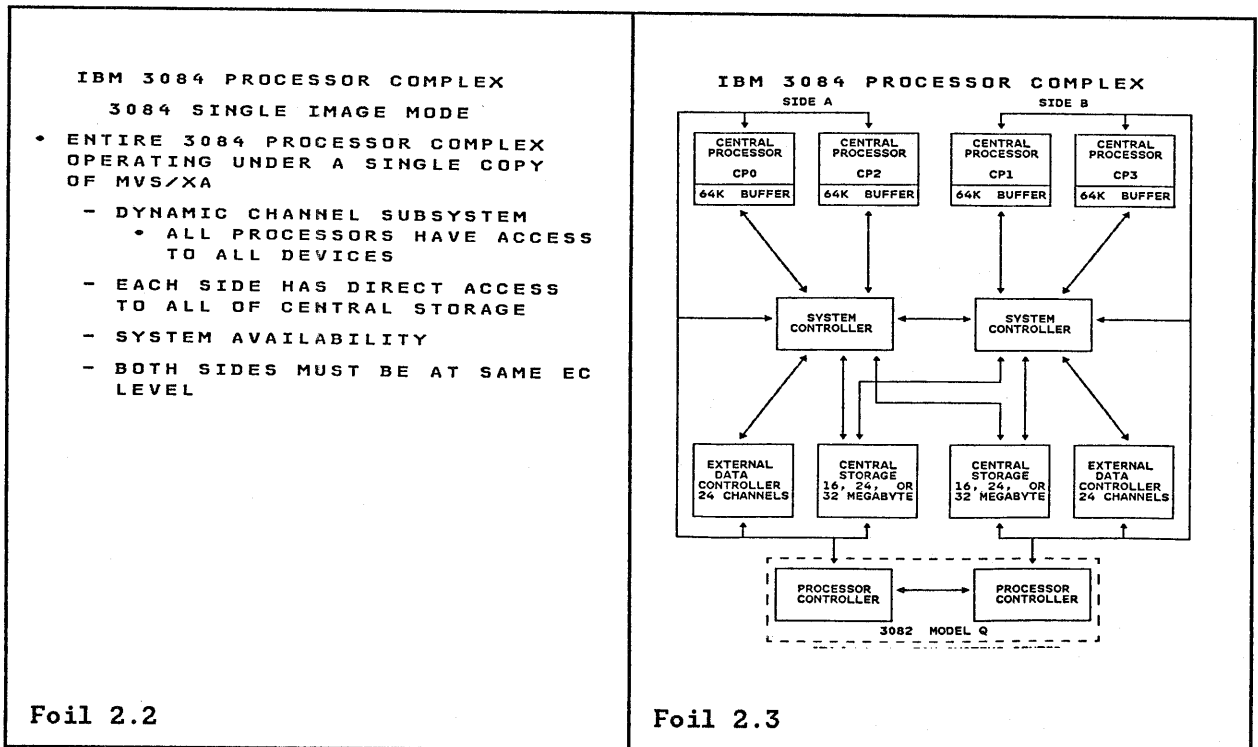 IBM 3084 PROCESSOR COMPLEX
3084 SINGLE IMAGE MODE
• ENTIRE 3084 PROCESSOR COMPLEX
OPERATING UNDER A SINGLE COPY
OF MVS/XA
- DYNAMIC CHANNEL SUBSYSTEM
• ALL PROCESSORS HAVE ACCESS
TO ALL DEVICES
- EACH SIDE HAS DIRECT ACCESS
TO ALL OF CENTRAL STORAGE
- SYSTEM AVAILABILITY
- BOTH SIDES MUST BE AT SAME EC
LEVEL
Foil 2.2
IBM 3084 PROCESSOR COMPLEX
SIDE A
SIDE B
CENTRAL
PROCESSOR
CP0
64K BUFFER
CENTRAL
PROCESSOR
CP2
64K BUFFER
CENTRAL
PROCESSOR
CP1
64K BUFFER
CENTRAL
PROCESSOR
CP3
64K BUFFER
SYSTEM
CONTROLLER
SYSTEM
CONTROLLER
EXTERNAL
DATA
CONTROLLER
24 CHANNELS
CENTRAL
STORAGE
16, 24, OR
32 MEGABYTE
CENTRAL
STORAGE
16, 24, OR
32 MEGABYTE
EXTERNAL
DATA
CONTROLLER
24 CHANNELS
PROCESSOR
CONTROLLER
PROCESSOR
CONTROLLER
3082 MODEL Q
Foil 2.3